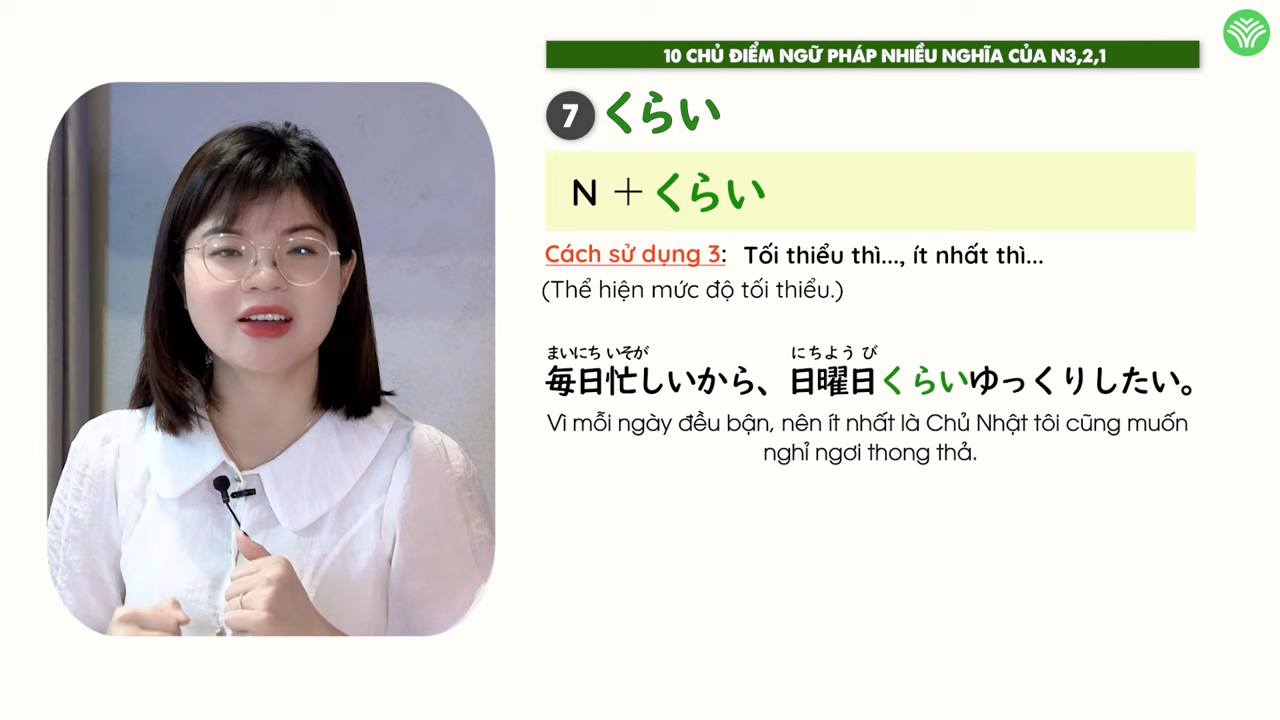 10 CHỦ ĐIỂM NGỮ PHÁP NHIỀU NGHĨA CỦA N3,2,1
7 くらい
N + くらい
Cách sử dụng 3: Tối thiểu thì..., ít nhất thì...
(Thể hiện mức độ tối thiểu.)
まいにち いそが にちよう び
毎日忙しいから、日曜日くらいゆっくりしたい。
Vì mỗi ngày đều bận, nên ít nhất là Chủ Nhật tôi cũng muốn
nghỉ ngơi thong thả.